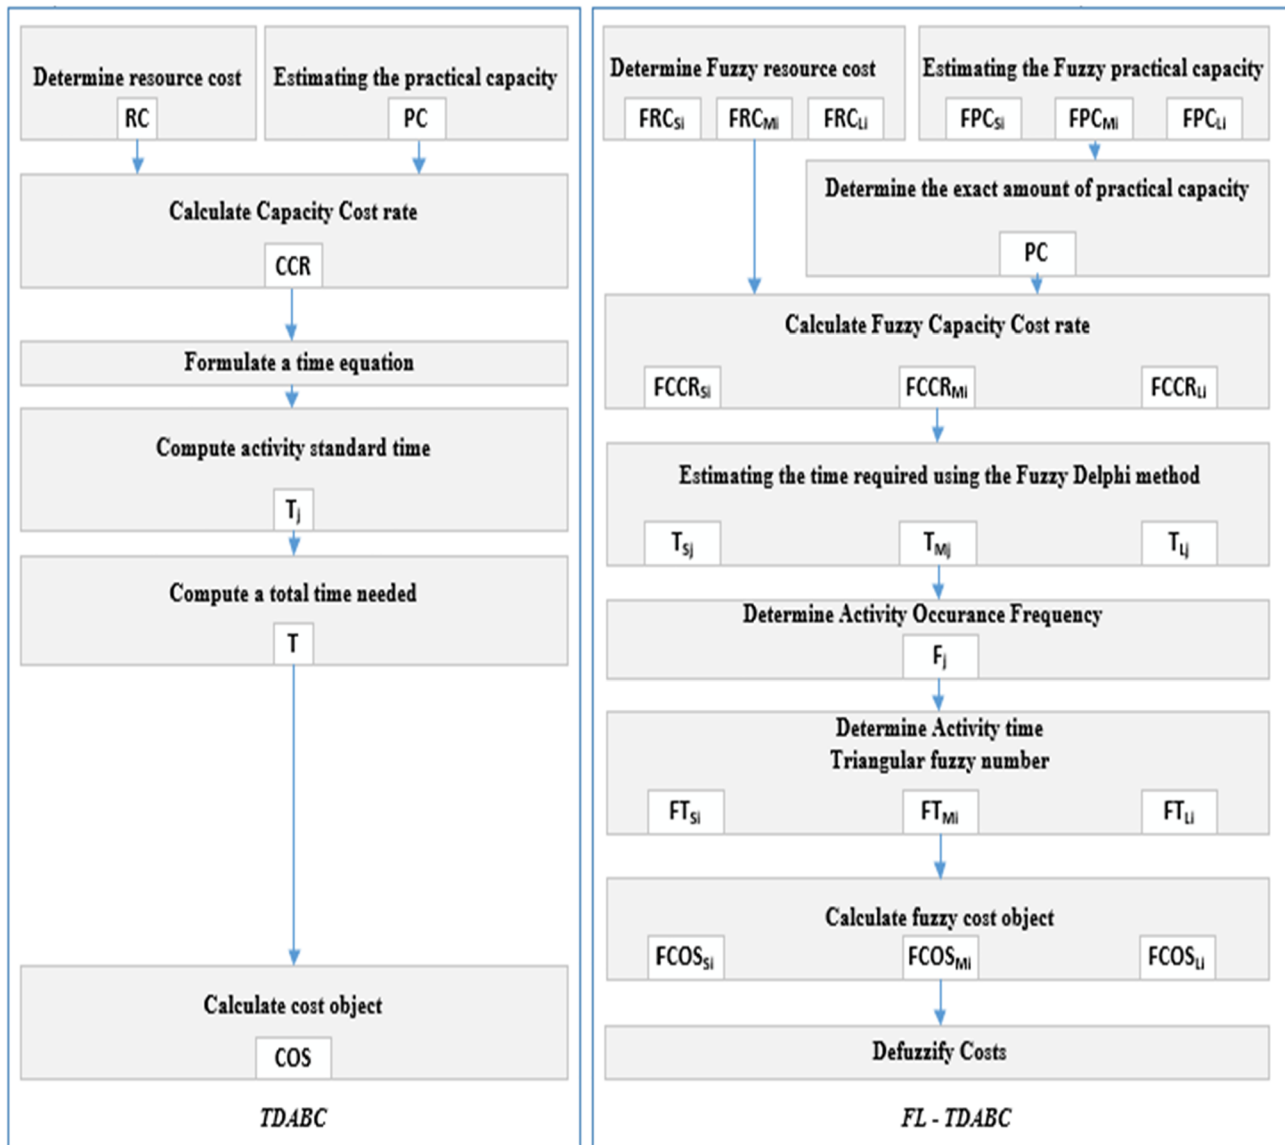 Determine resource cost
RC
Estimating the practical capacity
PC
Calculate Capacity Cost rate
CCR
Formulate a time equation
Compute activity standard time
Tj
Compute a total time needed
T
Calculate cost object
COS
TDABC
Determine Fuzzy resource cost
FRCSi FRCMi FRCLi
Estimating the Fuzzy practical capacity
FPCSi FPCMi FPCLi
Determine the exact amount of practical capacity
PC
Calculate Fuzzy Capacity Cost rate
FCCRSi FCCRMi FCCRLi
Estimating the time required using the Fuzzy Delphi method
TSj TMj TLj
Determine Activity Occurance Frequency
Fj
Determine Activity time
Triangular fuzzy number
FTSi FTMi FTLi
Calculate fuzzy cost object
FCOSSi FCOSMi FCOSLi
Defuzzify Costs
FL - TDABC